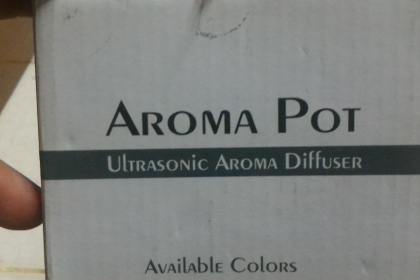 Aroma Pot
Ultrasonic Aroma Diffuser
Available Colors